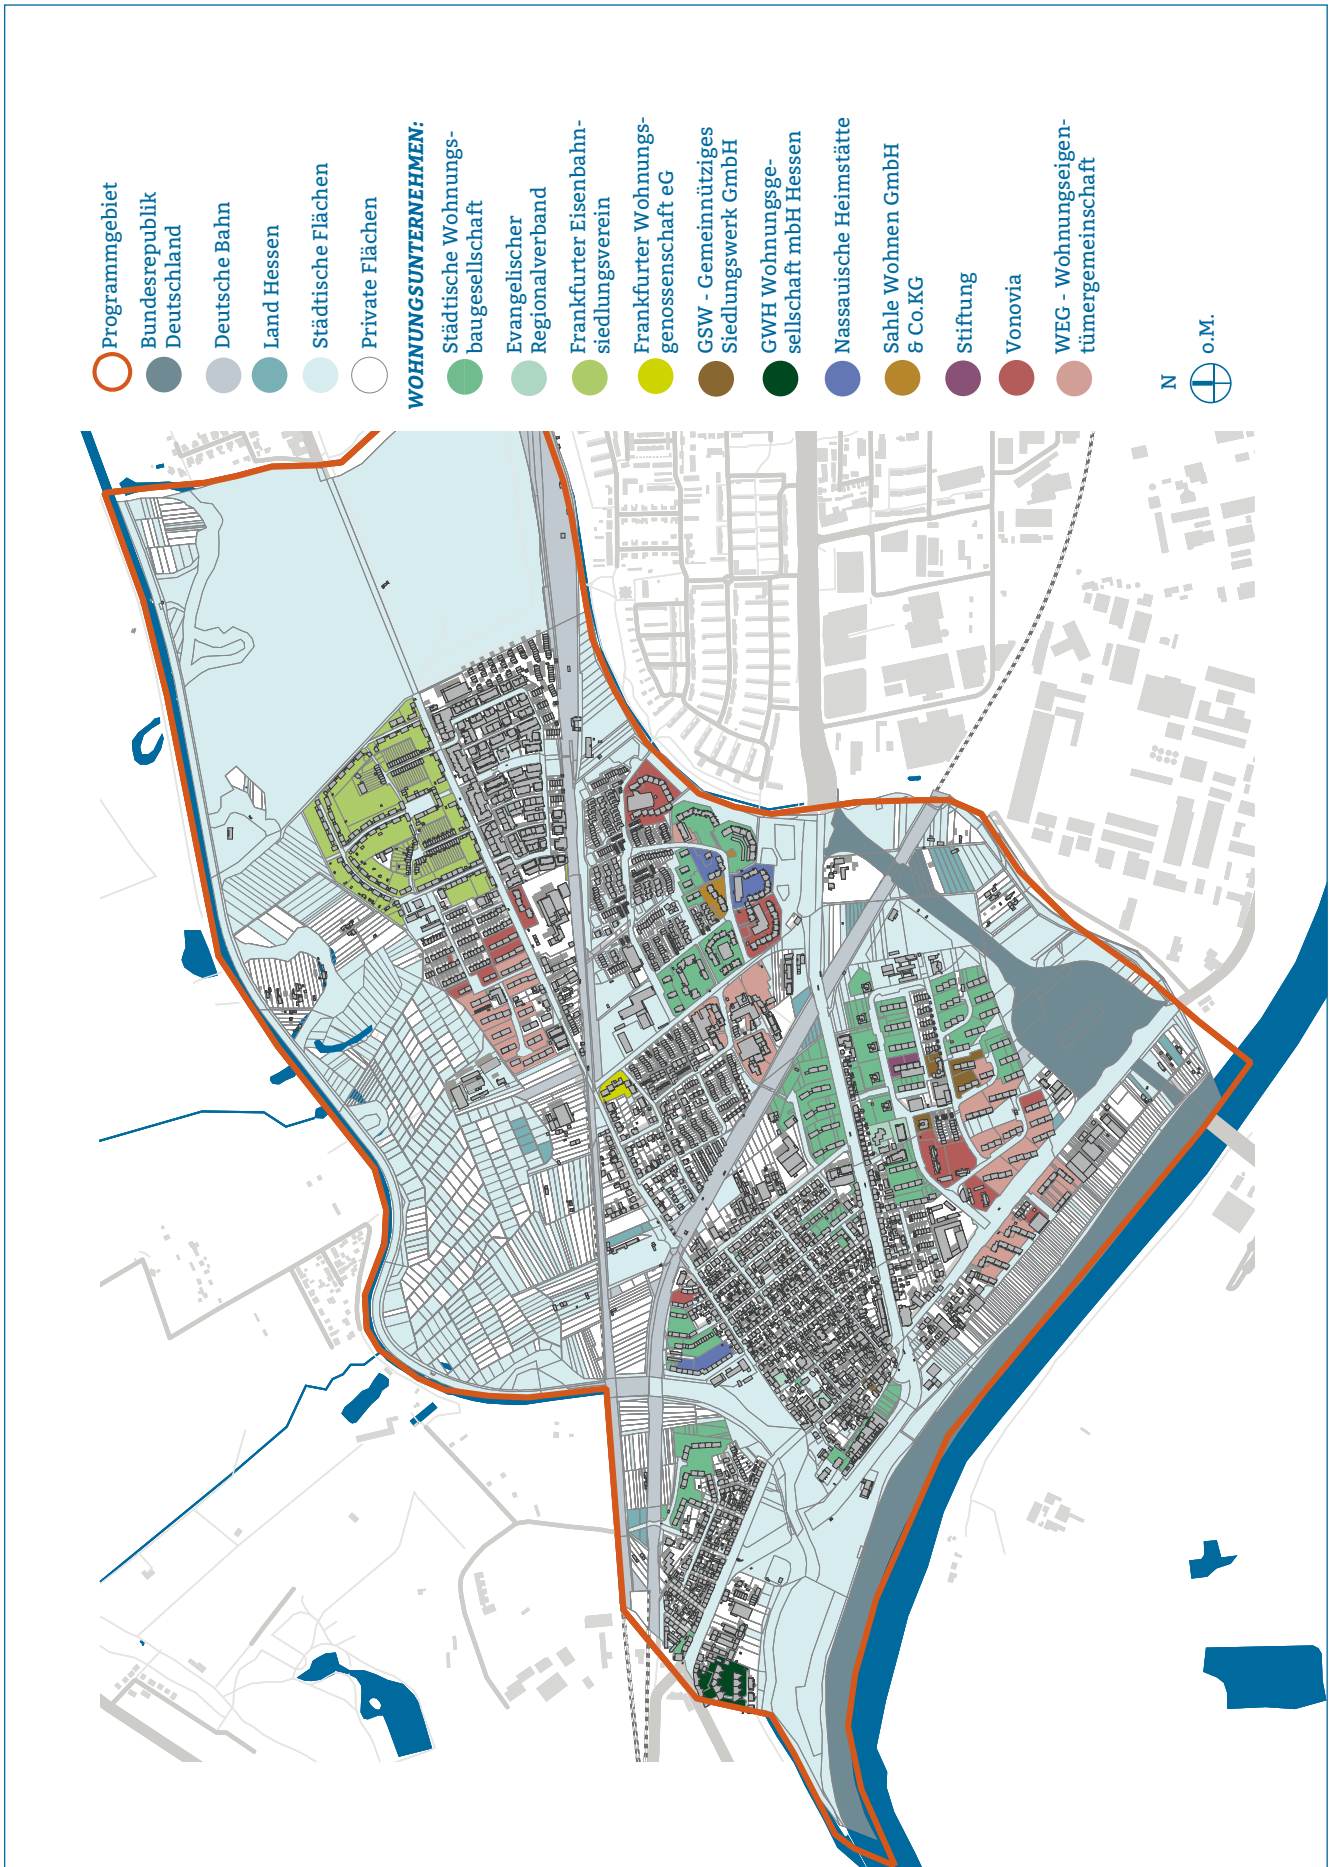 Programmgebiet
Bundesrepublik
Deutschland
Deutsche Bahn
Land Hessen
Städtische Flächen
Private Flächen
WOHNUNGSUNTERNEHMEN:
Städtische Wohnungs-
baugesellschaft
Evangelischer
Regionalverband
Frankfurter Eisenbahn-
siedlungsverein
Frankfurter Wohnungs-
genossenschaft eG
GSW - Gemeinnütziges
Siedlungswerk GmbH
GWH Wohnungsge-
sellschaft mbH Hessen
Nassauische Heimstätte
Sahle Wohnen GmbH
& Co.KG
Stiftung
Vonovia
WEG - Wohnungseigen-
tümergemeinschaft
N
o.M.